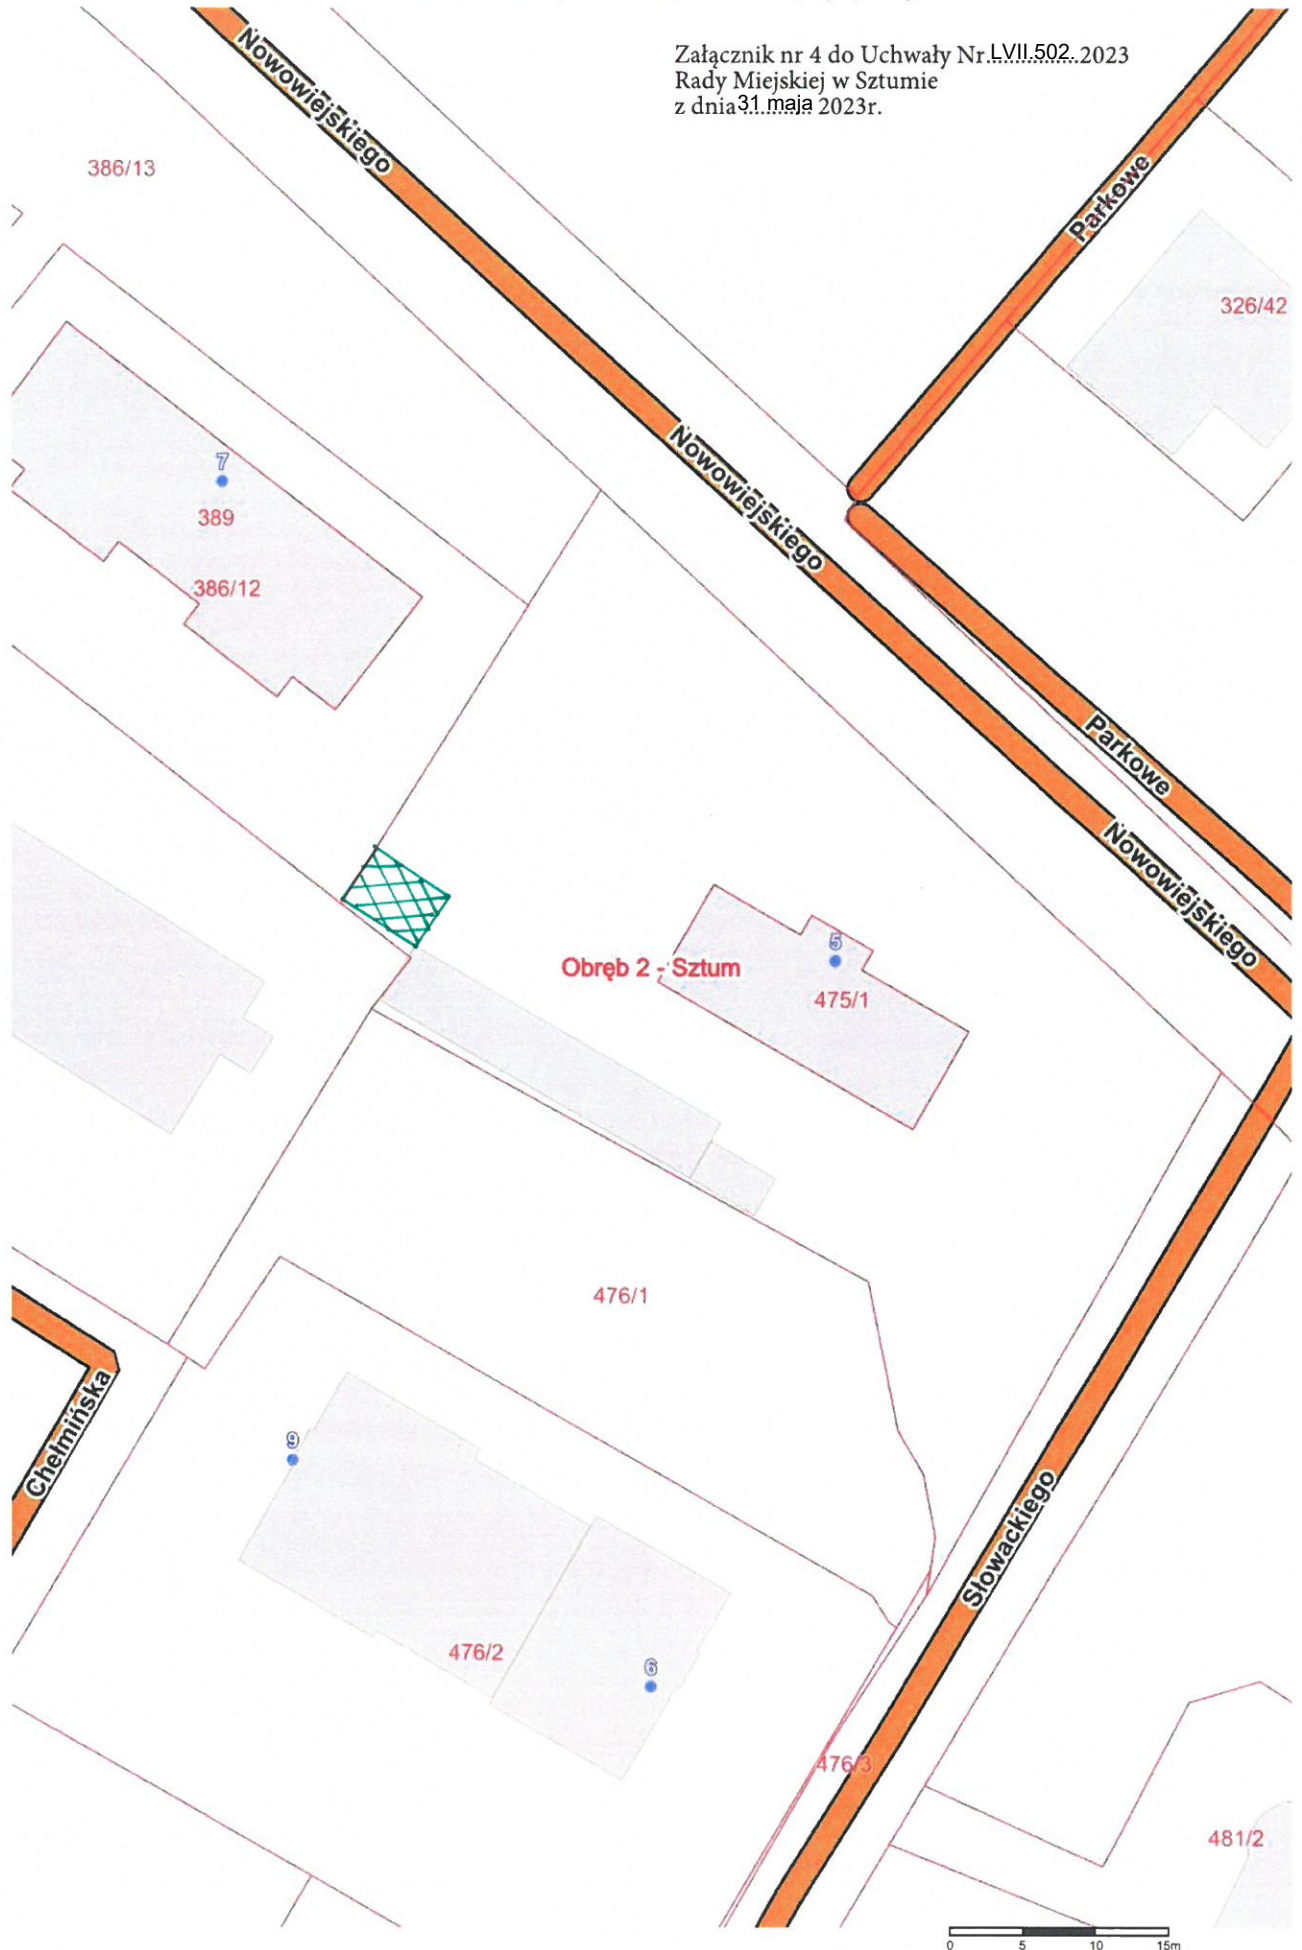 Załącznik nr 4 do Uchwały Nr.LVII.502..2023
Rady Miejskiej w Sztumie
z dnia 31 maja 2023r.
Nowowiejskiego
386/13
Parkowe
326/42
Nowowiejskiego
7
389
386/12
Parkowe
Nowowiejskiego
5
Obręb 2 - Sztum
475/1
476/1
Chełmińska
9
Słowackiego
476/2
6
476/3
481/2
0 5 10 15m